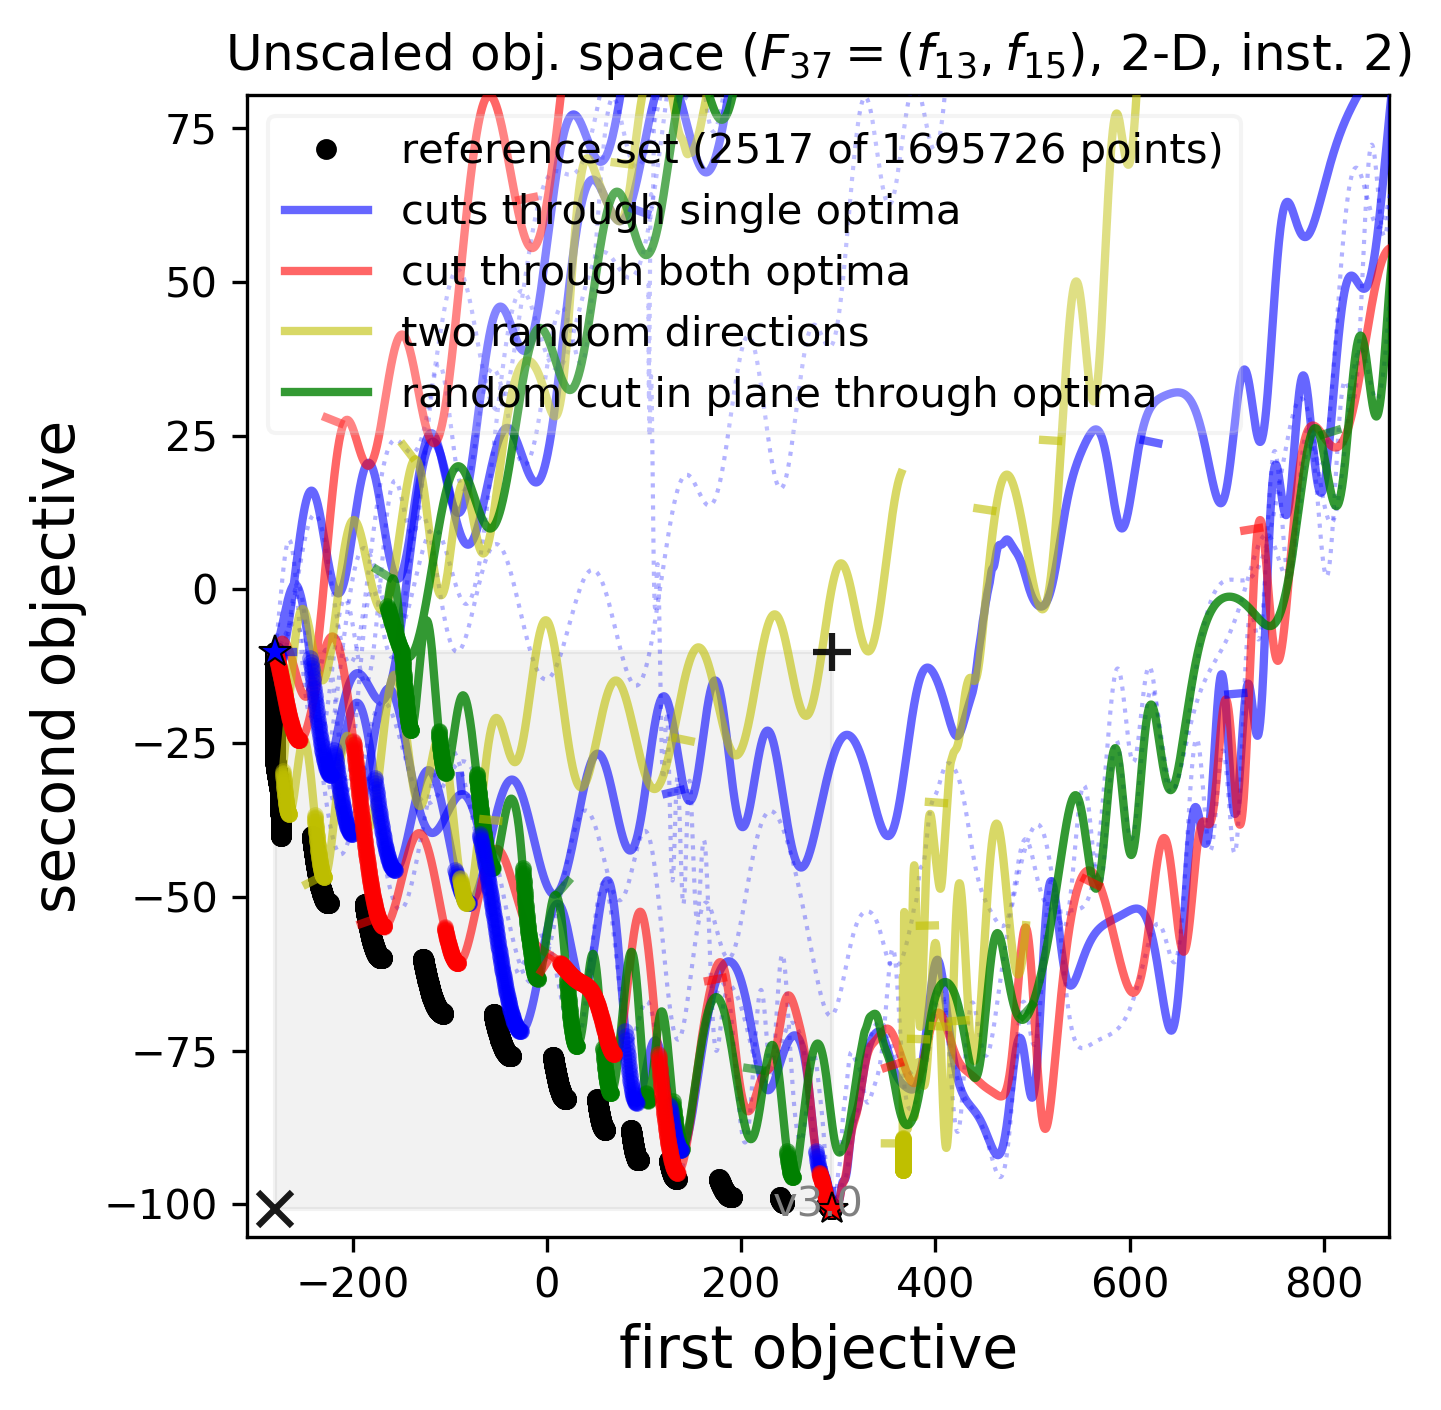 Unscaled obj. space (F₃₇ = (f₁₃, f₁₅), 2-D, inst. 2)
reference set (2517 of 1695726 points)
cuts through single optima
cut through both optima
two random directions
random cut in plane through optima
75
50
25
0
−25
−50
−75
−100
second objective
v3.0
−200 0 200 400 600 800
first objective